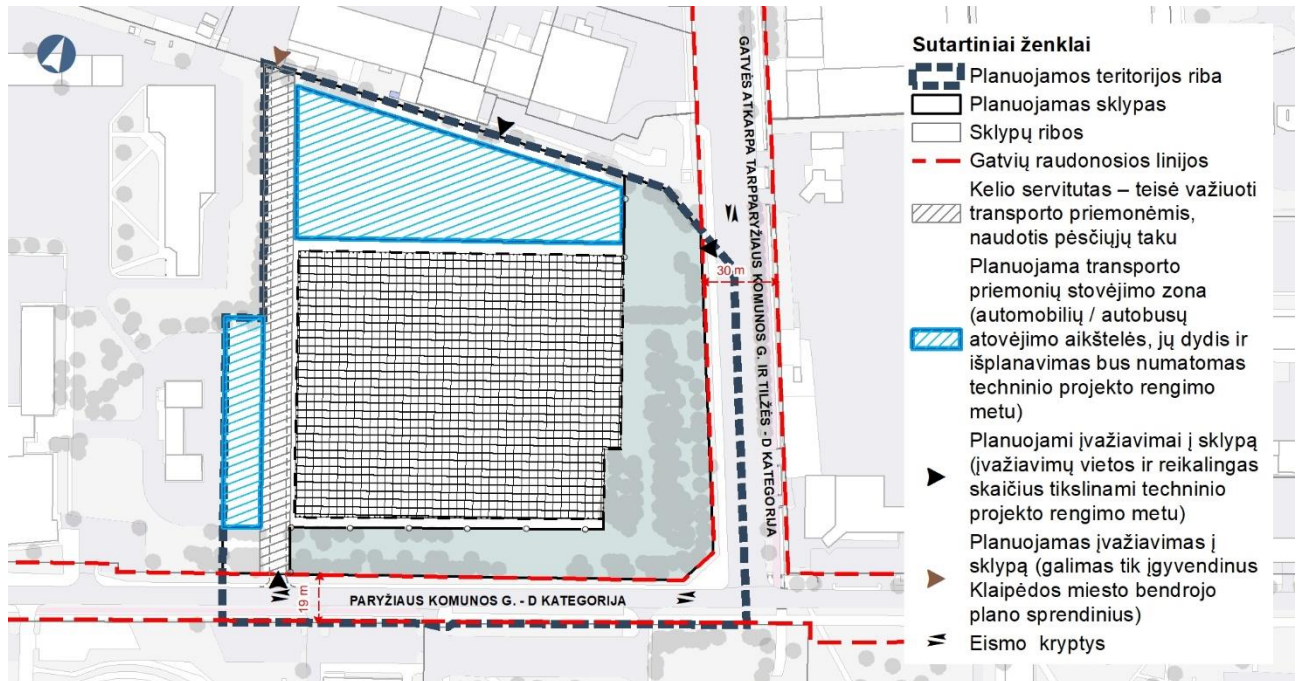 GATVĖS ATKARPA TARPPARYŽIAUS KOMUNOS G. IR TILŽĖS - D KATEGORIJA
30 m
19 m
PARYŽIAUS KOMUNOS G. - D KATEGORIJA
Sutartiniai ženklai
Planuojamos teritorijos riba
Planuojamas sklypas
Sklypų ribos
Gatvių raudonosios linijos
Kelio servitutas – teisė važiuoti
transporto priemonėmis,
naudotis pėsčiųjų taku
Planuojama transporto
priemonių stovėjimo zona
(automobilių / autobusų
atovėjimo aikštelės, jų dydis ir
išplanavimas bus numatomas
techninio projekto rengimo
metu)
Planuojami įvažiavimai į sklypą
(įvažiavimų vietos ir reikalingas
skaičius tikslinami techninio
projekto rengimo metu)
Planuojamas įvažiavimas į
sklypą (galimas tik įgyvendinus
Klaipėdos miesto bendrojo
plano sprendinius)
Eismo kryptys